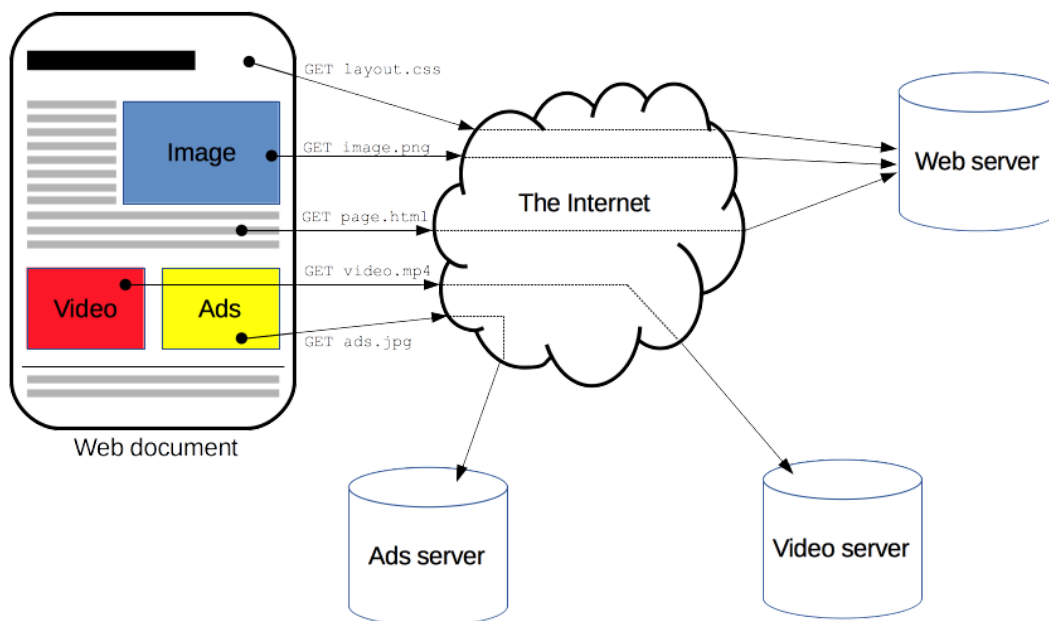 GET layout.css
Image
GET image.png
Web server
The Internet
GET page.html
GET video.mp4
Video
Ads
GET ads.jpg
Web document
Ads server
Video server